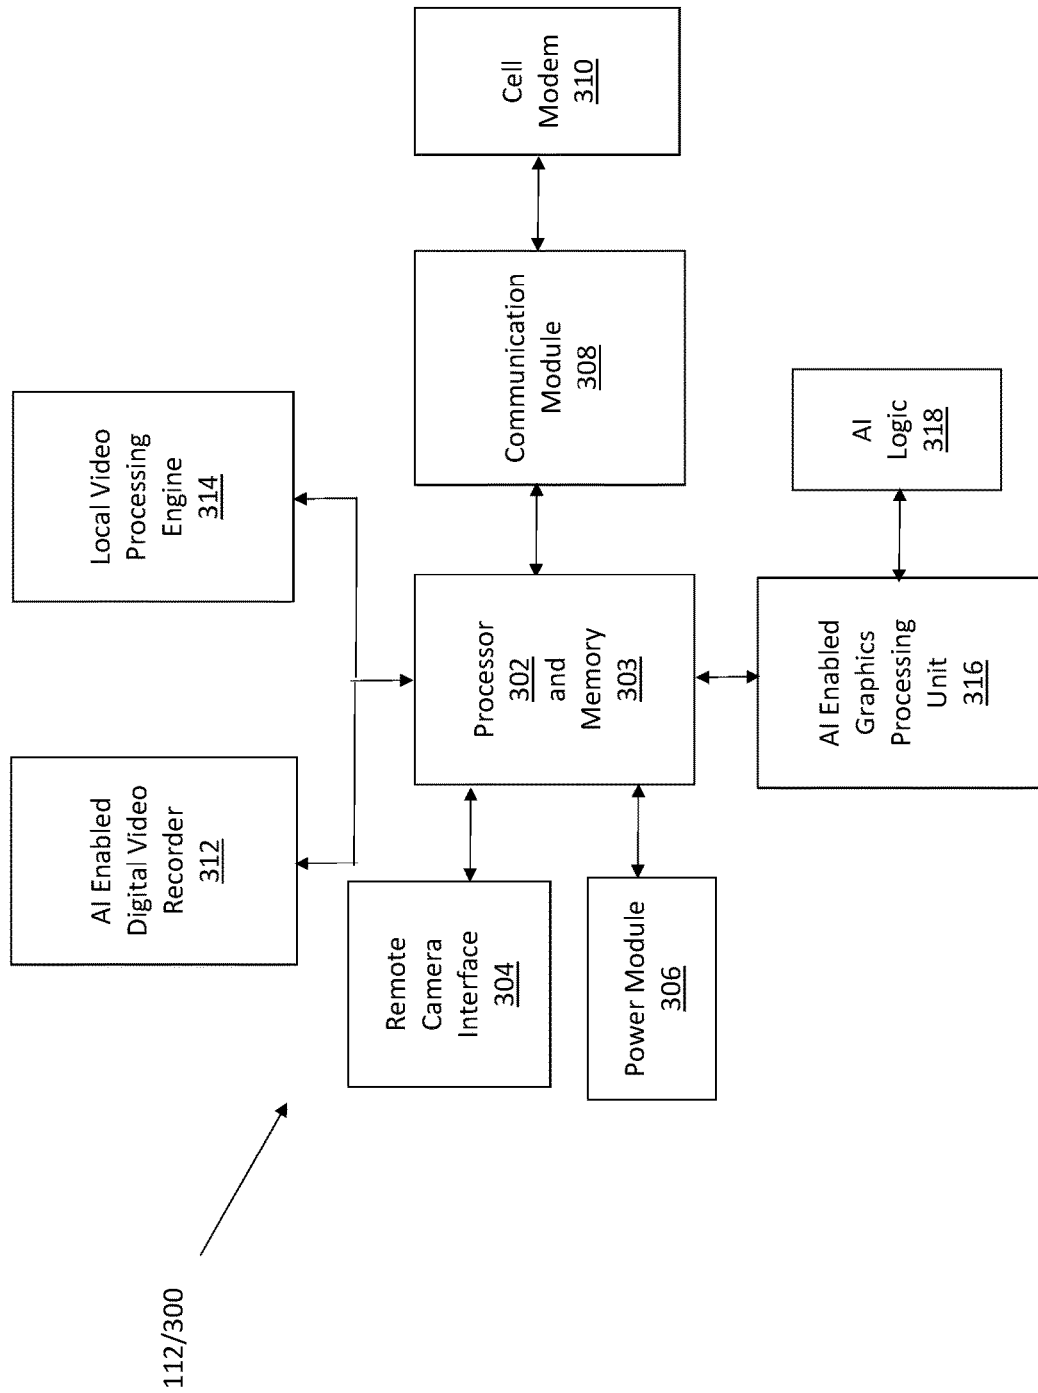 112/300
AI Enabled
Digital Video
Recorder
312
Local Video
Processing
Engine
314
Remote
Camera
Interface
304
Processor
302
and
Memory
303
Communication
Module
308
Cell
Modem
310
Power Module
306
AI Enabled
Graphics
Processing
Unit
316
AI
Logic
318